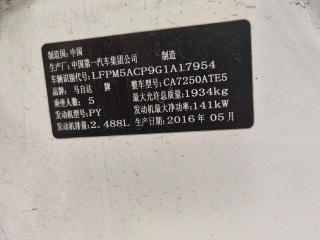 制造国:中国
生产厂:中国第一汽车集团公司 制造
车辆识别代号:LFPM5ACP9G1A17954
品牌:马自达 牌 整车型号:CA7250ATE5
乘坐人数:5 最大允许总质量:1934kg
发动机型号:PY 发动机最大净功率:141kW
发动机排量:2.488L 生产日期:2016年05月